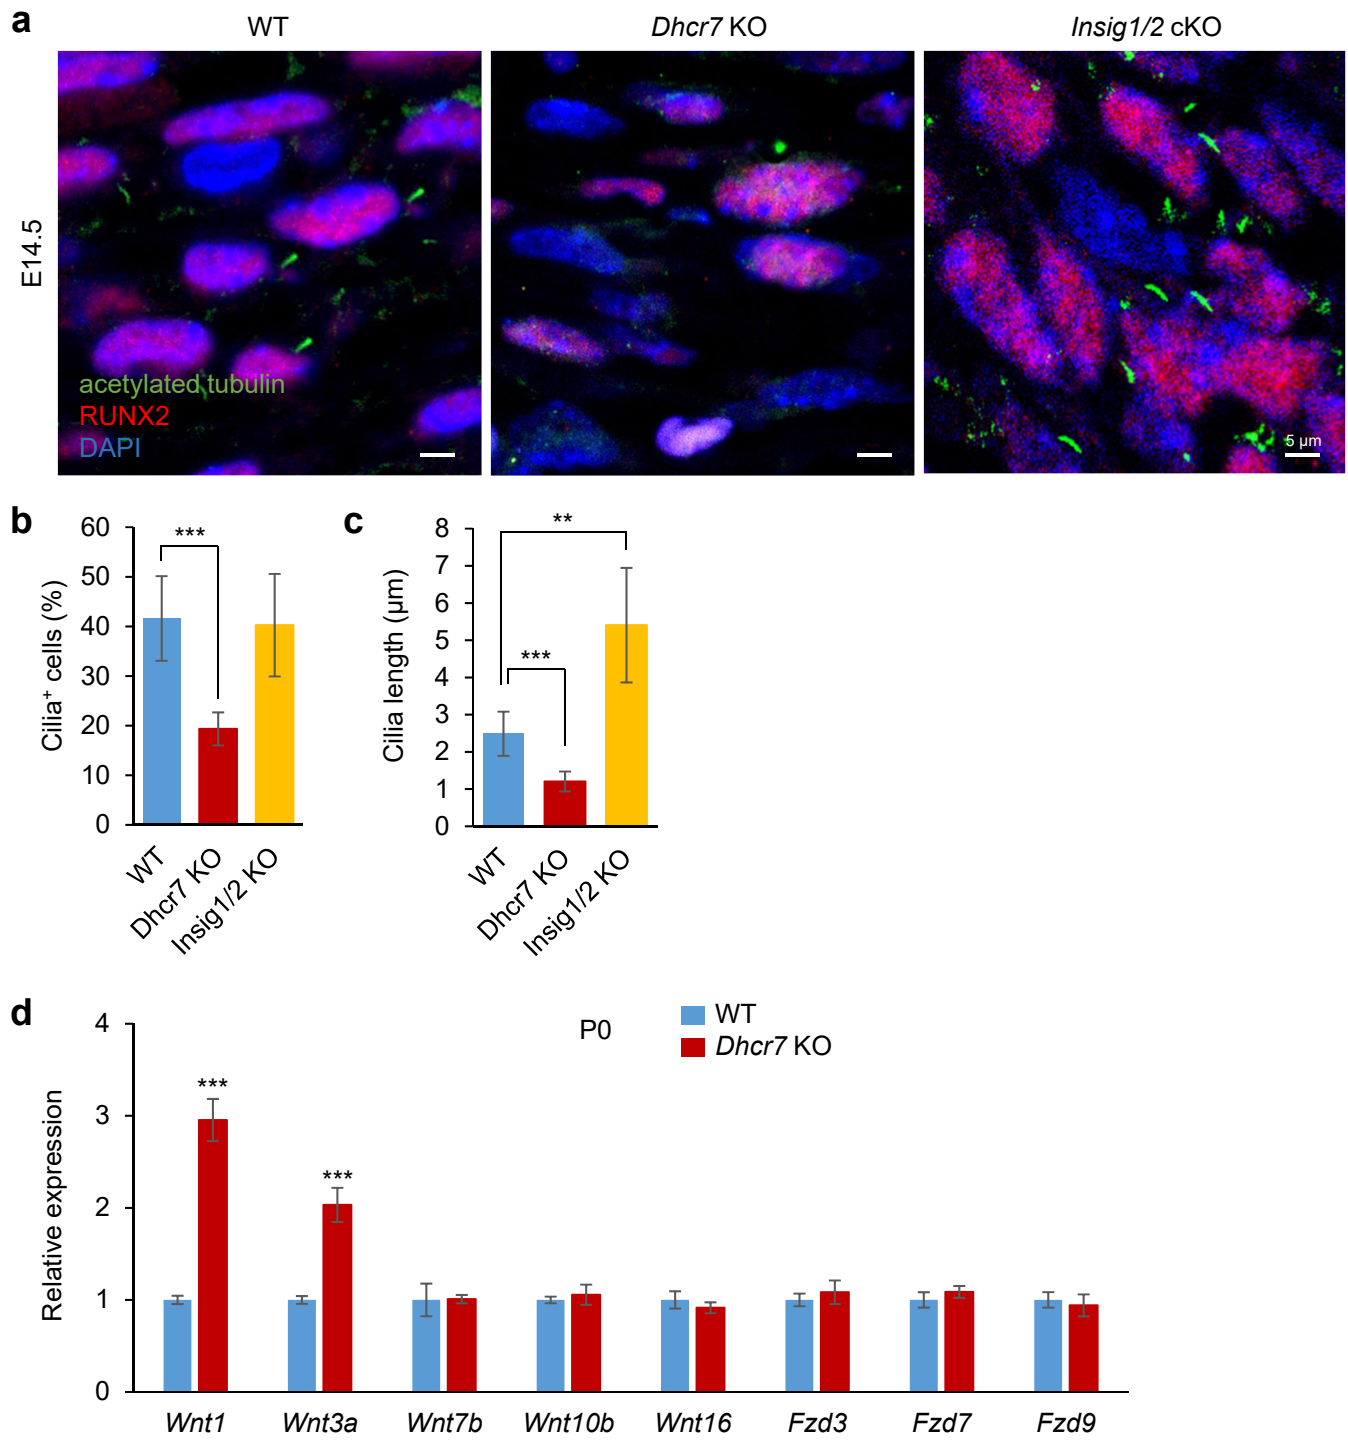 a
WT
Dhcr7 KO
Insig1/2 cKO
E14.5
acetylated tubulin
RUNX2
DAPI
5 µm
b
Cilia+ cells (%)
60
50
40
30
20
10
0
***
WT
Dhcr7 KO
Insig1/2 KO
c
Cilia length (µm)
8
7
6
5
4
3
2
1
0
**
***
WT
Dhcr7 KO
Insig1/2 KO
d
P0
WT
Dhcr7 KO
Relative expression
4
3
2
1
0
***
***
Wnt1 Wnt3a Wnt7b Wnt10b Wnt16 Fzd3 Fzd7 Fzd9